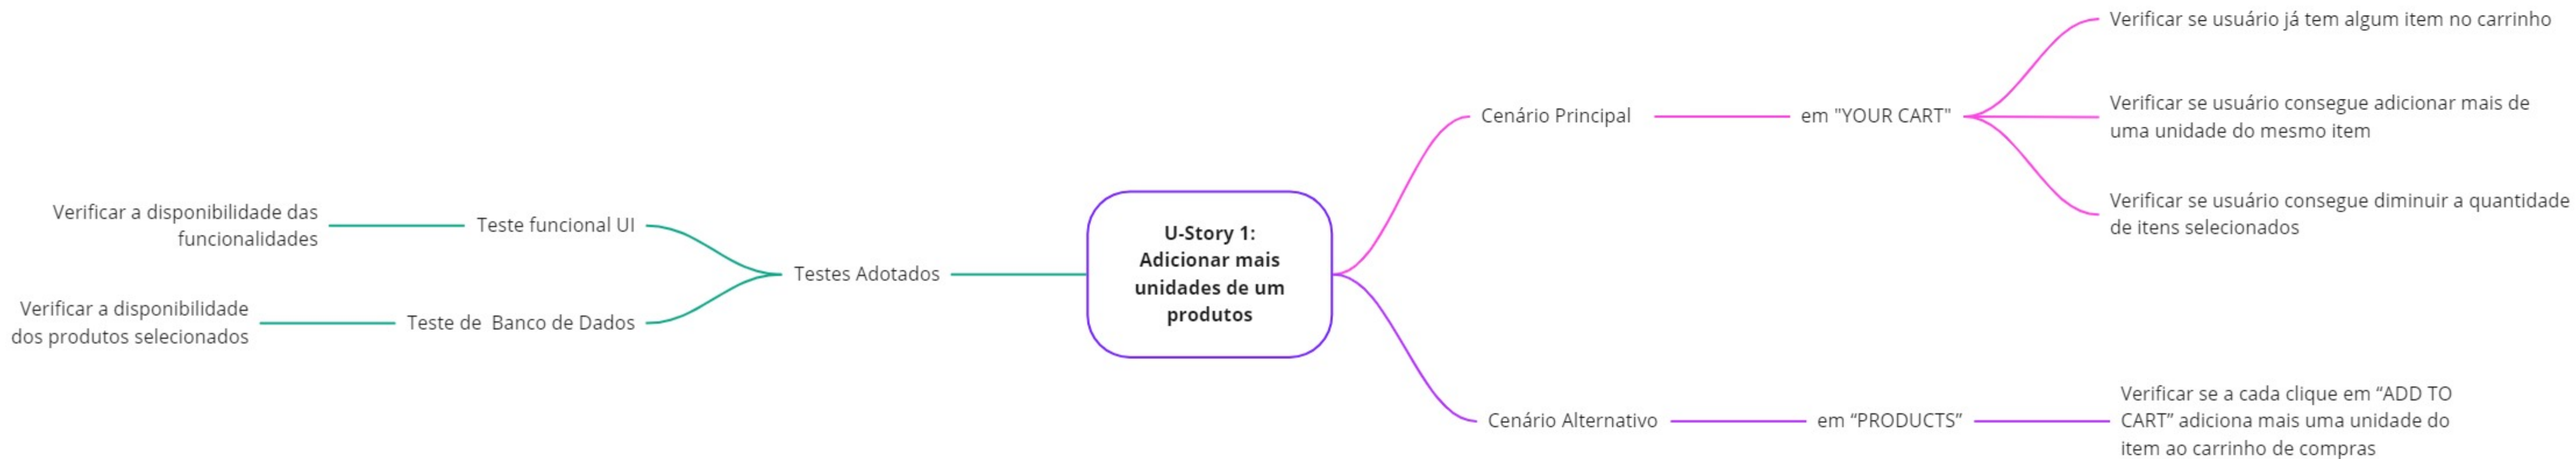 Verificar se usuário já tem algum item no carrinho
Verificar se usuário consegue adicionar mais de
uma unidade do mesmo item
Cenário Principal
em "YOUR CART"
Verificar se usuário consegue diminuir a quantidade
de itens selecionados
Verificar a disponibilidade das
funcionalidades
Teste funcional UI
Testes Adotados
Verificar a disponibilidade
dos produtos selecionados
Teste de  Banco de Dados
U-Story 1:
Adicionar mais
unidades de um
produtos
Cenário Alternativo
em “PRODUCTS”
Verificar se a cada clique em “ADD TO
CART” adiciona mais uma unidade do
item ao carrinho de compras